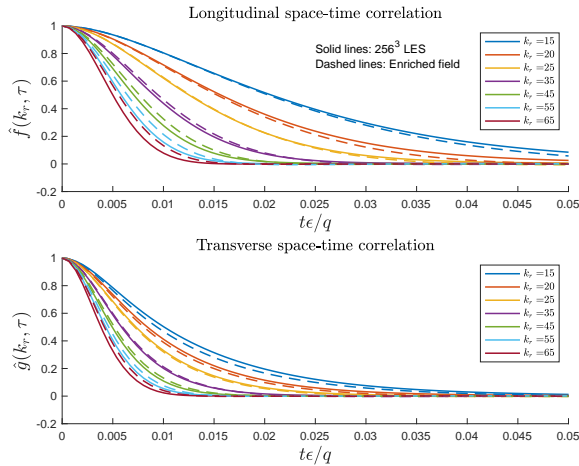 Longitudinal space-time correlation
Solid lines: 256³ LES
Dashed lines: Enriched field
k_r =15
k_r =20
k_r =25
k_r =35
k_r =45
k_r =55
k_r =65
f̂(k_r, τ)
1
0.8
0.6
0.4
0.2
0
-0.2
0 0.005 0.01 0.015 0.02 0.025 0.03 0.035 0.04 0.045 0.05
tϵ/q
Transverse space-time correlation
k_r =15
k_r =20
k_r =25
k_r =35
k_r =45
k_r =55
k_r =65
ĝ(k_r, τ)
1
0.8
0.6
0.4
0.2
0
-0.2
0 0.005 0.01 0.015 0.02 0.025 0.03 0.035 0.04 0.045 0.05
tϵ/q